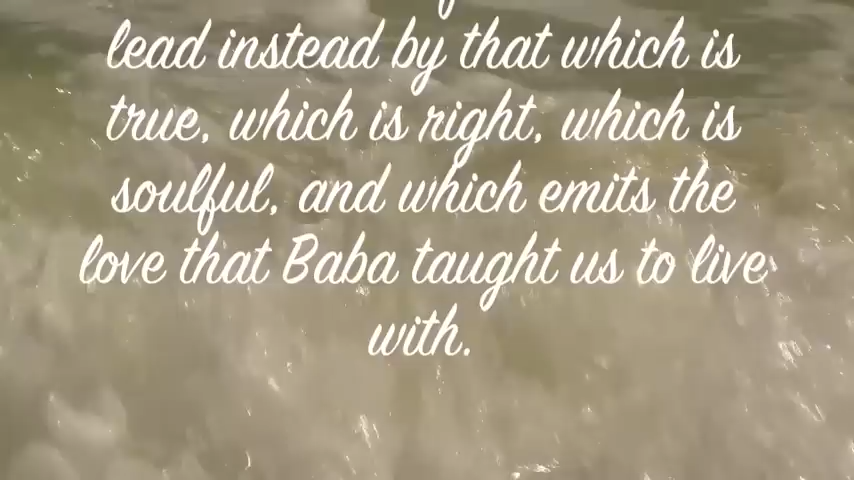 lead instead by that which is
true, which is right, which is
soulful, and which emits the
love that Baba taught us to live
with.